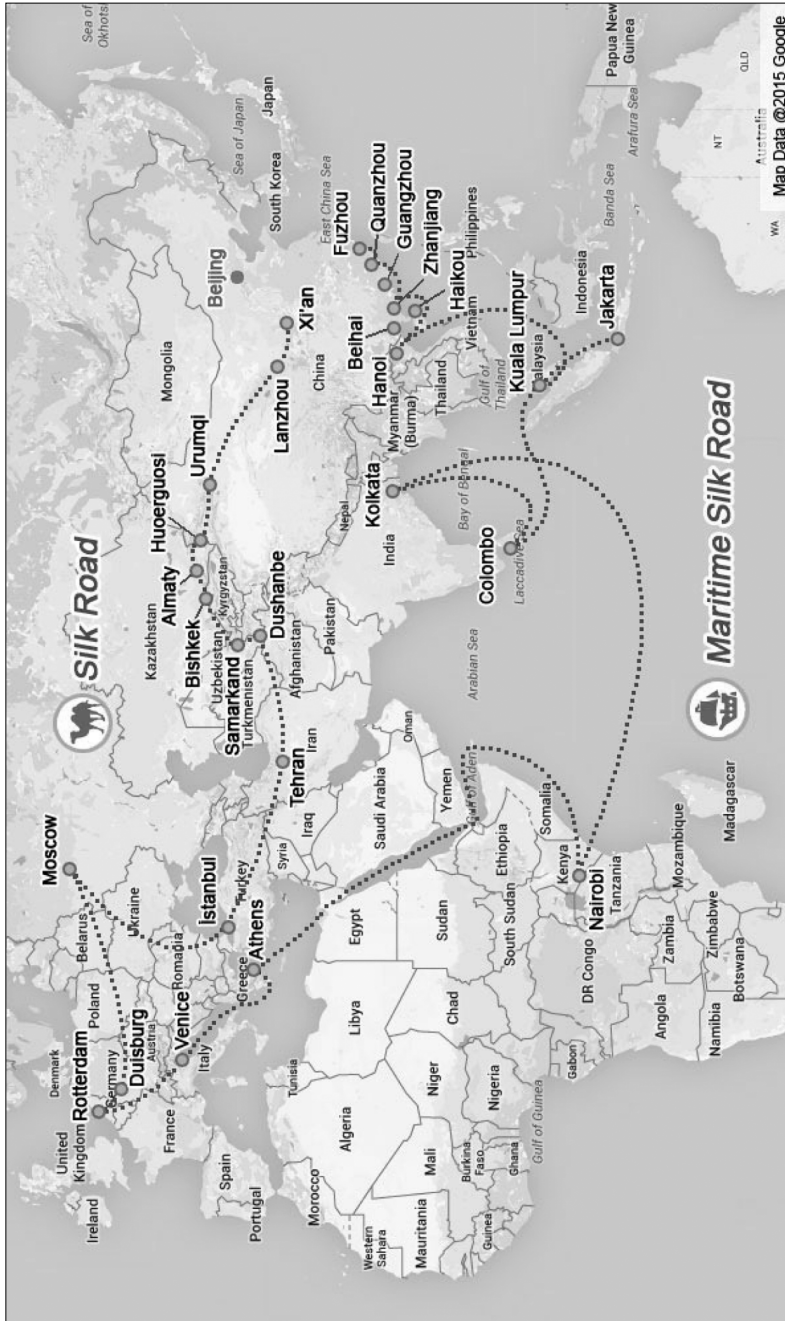 Silk Road
Maritime Silk Road
Sea of
Okhotsk
Sea of Japan
Japan
South Korea
East China Sea
Beijing
Mongolia
China
Xi'an
Lanzhou
Urumqi
Huoerguosi
Almaty
Bishkek
Samarkand
Dushanbe
Tehran
İstanbul
Moscow
Duisburg
Rotterdam
Venice
Athens
Nairobi
Kolkata
Colombo
Kuala Lumpur
Jakarta
Hanoi
Beihai
Haikou
Zhanjiang
Guangzhou
Quanzhou
Fuzhou
Kazakhstan
Kyrgyzstan
Uzbekistan
Turkmenistan
Afghanistan
Pakistan
Iran
Iraq
Syria
Turkey
Nepal
India
Myanmar
(Burma)
Thailand
Vietnam
Gulf of
Thailand
Philippines
alaysia
Indonesia
Papua New
Guinea
Banda Sea
Arafura Sea
Australia
NT
QLD
WA
Bay of Bengal
Laccadive Sea
Arabian Sea
Oman
Yemen
Gulf of Aden
Saudi Arabia
Belarus
Ukraine
Romania
Poland
Denmark
Germany
Austria
Italy
Greece
France
United
Kingdom
Ireland
Spain
Portugal
Morocco
Western
Sahara
Algeria
Tunisia
Libya
Egypt
Mauritania
Mali
Niger
Chad
Sudan
Burkina
Faso
Guinea
Ghana
Nigeria
Gulf of Guinea
South Sudan
Ethiopia
Somalia
Kenya
Gabon
DR Congo
Tanzania
Angola
Zambia
Mozambique
Namibia
Zimbabwe
Botswana
Madagascar
Map Data @2015 Google